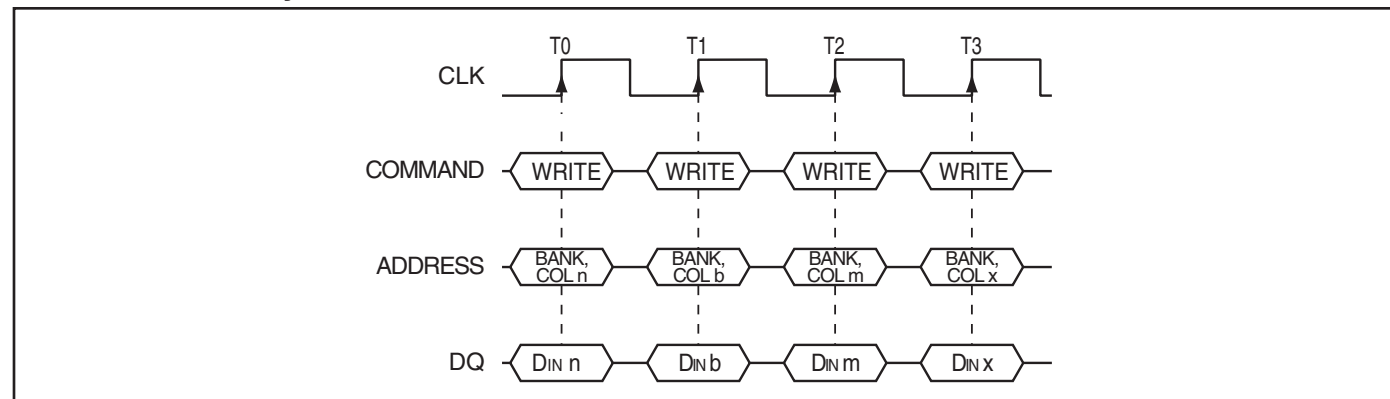 T0 T1 T2 T3
CLK
COMMAND WRITE WRITE WRITE WRITE
ADDRESS BANK, COL n BANK, COL b BANK, COL m BANK, COL x
DQ DIN n DIN b DIN m DIN x